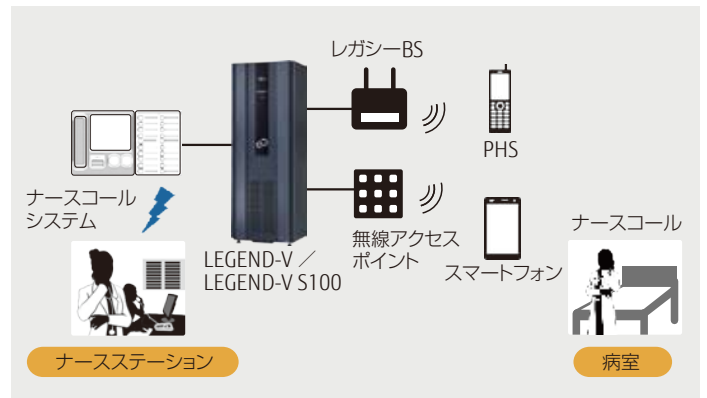 レガシーBS
PHS
ナースコール
システム
LEGEND-V ／
LEGEND-V S100
無線アクセス
ポイント
スマートフォン
ナースコール
ナースステーション
病室